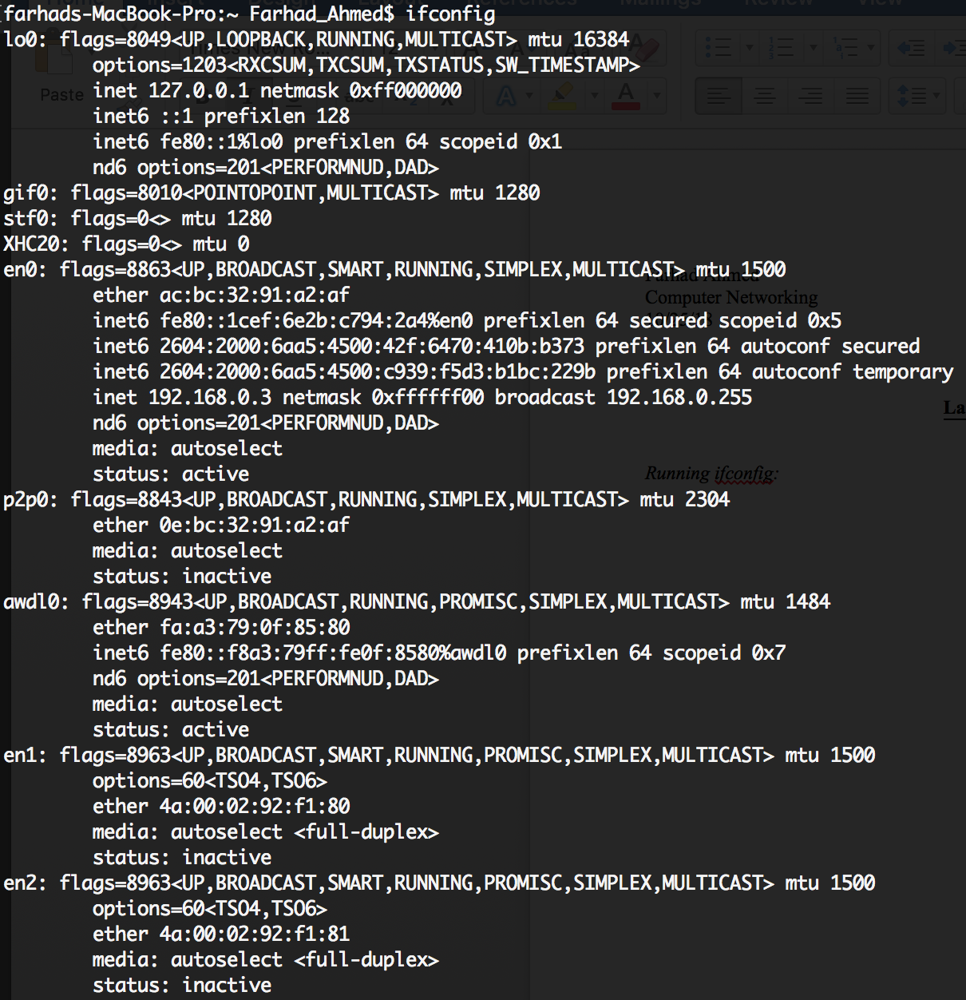 farhads-MacBook-Pro:~ Farhad_Ahmed$ ifconfig
lo0: flags=8049<UP,LOOPBACK,RUNNING,MULTICAST> mtu 16384
options=1203<RXCSUM,TXCSUM,TXSTATUS,SW_TIMESTAMP>
Paste
inet 127.0.0.1 netmask 0xff000000
inet6 ::1 prefixlen 128
inet6 fe80::1%lo0 prefixlen 64 scopeid 0x1
nd6 options=201<PERFORMNUD,DAD>
gif0: flags=8010<POINTOPOINT,MULTICAST> mtu 1280
stf0: flags=0<> mtu 1280
XHC20: flags=0<> mtu 0
en0: flags=8863<UP,BROADCAST,SMART,RUNNING,SIMPLEX,MULTICAST> mtu 1500
Farhad Ahmed
ether ac:bc:32:91:a2:af
Computer Networking
inet6 fe80::1cef:6e2b:c794:2a4%en0 prefixlen 64 secured scopeid 0x5
inet6 2604:2000:6aa5:4500:42f:6470:410b:b373 prefixlen 64 autoconf secured
inet6 2604:2000:6aa5:4500:c939:f5d3:b1bc:229b prefixlen 64 autoconf temporary
inet 192.168.0.3 netmask 0xffffff00 broadcast 192.168.0.255
La
nd6 options=201<PERFORMNUD,DAD>
media: autoselect
status: active
Running ifconfig:
p2p0: flags=8843<UP,BROADCAST,RUNNING,SIMPLEX,MULTICAST> mtu 2304
ether 0e:bc:32:91:a2:af
media: autoselect
status: inactive
awdl0: flags=8943<UP,BROADCAST,RUNNING,PROMISC,SIMPLEX,MULTICAST> mtu 1484
ether fa:a3:79:0f:85:80
inet6 fe80::f8a3:79ff:fe0f:8580%awdl0 prefixlen 64 scopeid 0x7
nd6 options=201<PERFORMNUD,DAD>
media: autoselect
status: active
en1: flags=8963<UP,BROADCAST,SMART,RUNNING,PROMISC,SIMPLEX,MULTICAST> mtu 1500
options=60<TSO4,TSO6>
ether 4a:00:02:92:f1:80
media: autoselect <full-duplex>
status: inactive
en2: flags=8963<UP,BROADCAST,SMART,RUNNING,PROMISC,SIMPLEX,MULTICAST> mtu 1500
options=60<TSO4,TSO6>
ether 4a:00:02:92:f1:81
media: autoselect <full-duplex>
status: inactive